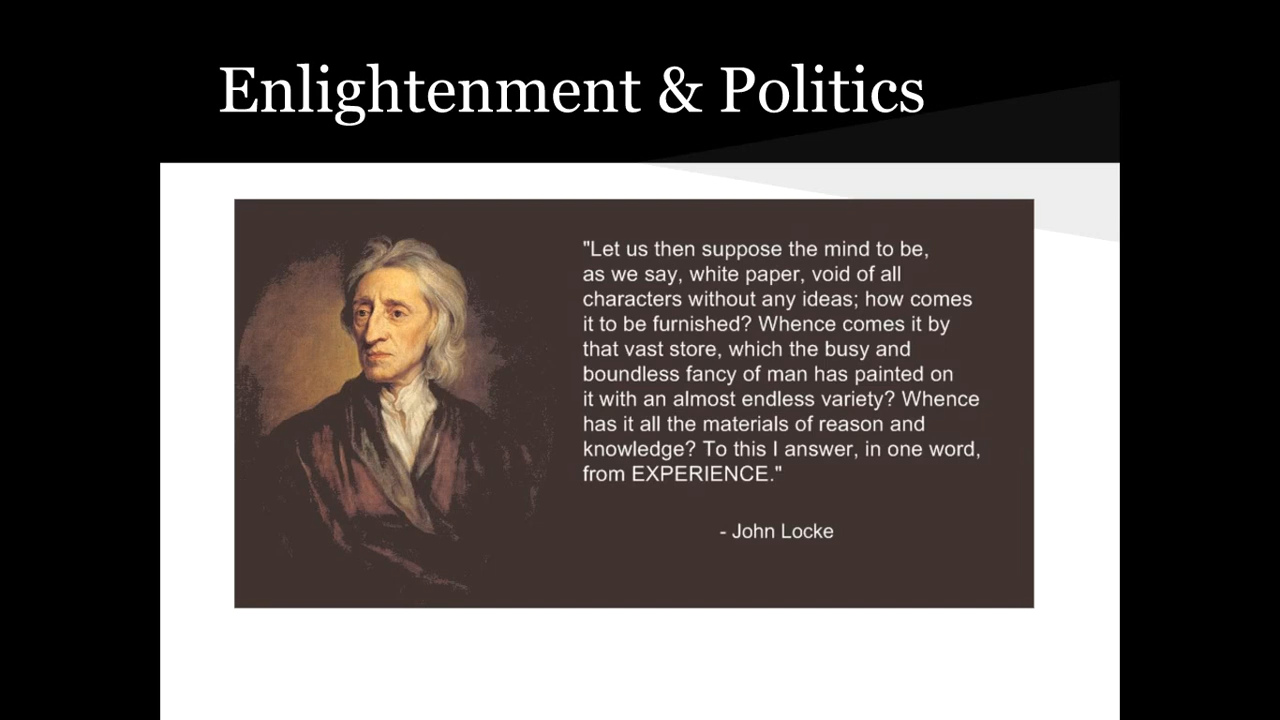 Enlightenment & Politics
"Let us then suppose the mind to be,
as we say, white paper, void of all
characters without any ideas; how comes
it to be furnished? Whence comes it by
that vast store, which the busy and
boundless fancy of man has painted on
it with an almost endless variety? Whence
has it all the materials of reason and
knowledge? To this I answer, in one word,
from EXPERIENCE."
- John Locke